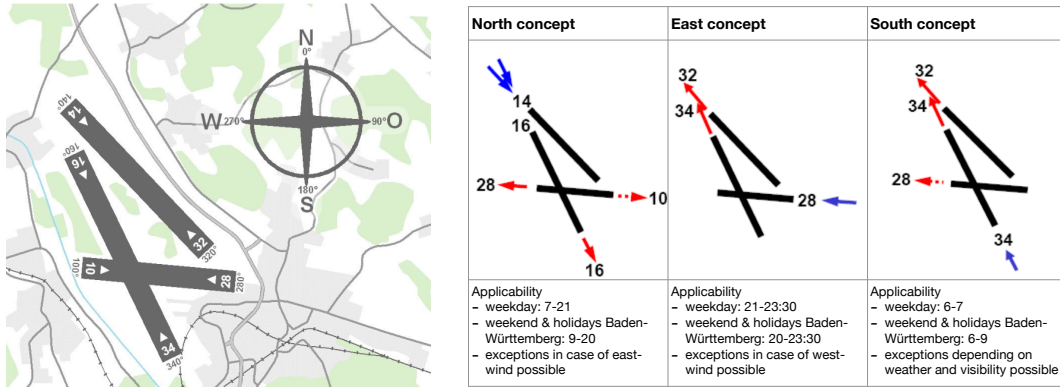 N
0°
W 270° 90° O
180°
S
140°
14
160°
16
32
320°
10
100°
28
280°
34
340°
North concept
14
16
28
10
16
Applicability
– weekday: 7-21
– weekend & holidays Baden-
Württemberg: 9-20
– exceptions in case of east-
wind possible
East concept
32
34
28
Applicability
– weekday: 21-23:30
– weekend & holidays Baden-
Württemberg: 20-23:30
– exceptions in case of west-
wind possible
South concept
32
34
28
34
Applicability
– weekday: 6-7
– weekend & holidays Baden-
Württemberg: 6-9
– exceptions depending on
weather and visibility possible